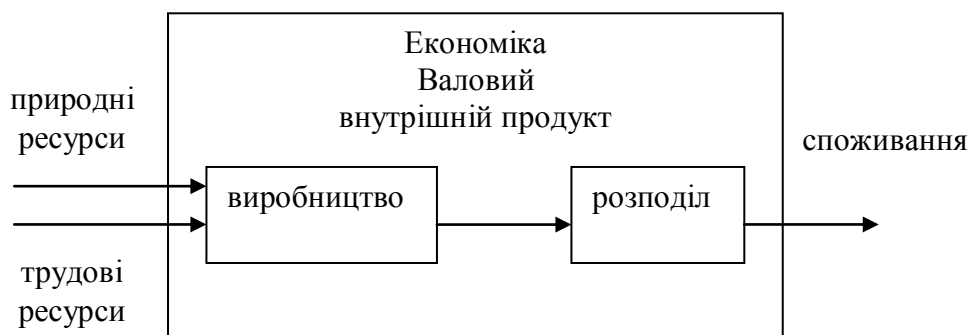 Економіка
Валовий
внутрішній продукт
природні
ресурси
споживання
виробництво
розподіл
трудові
ресурси